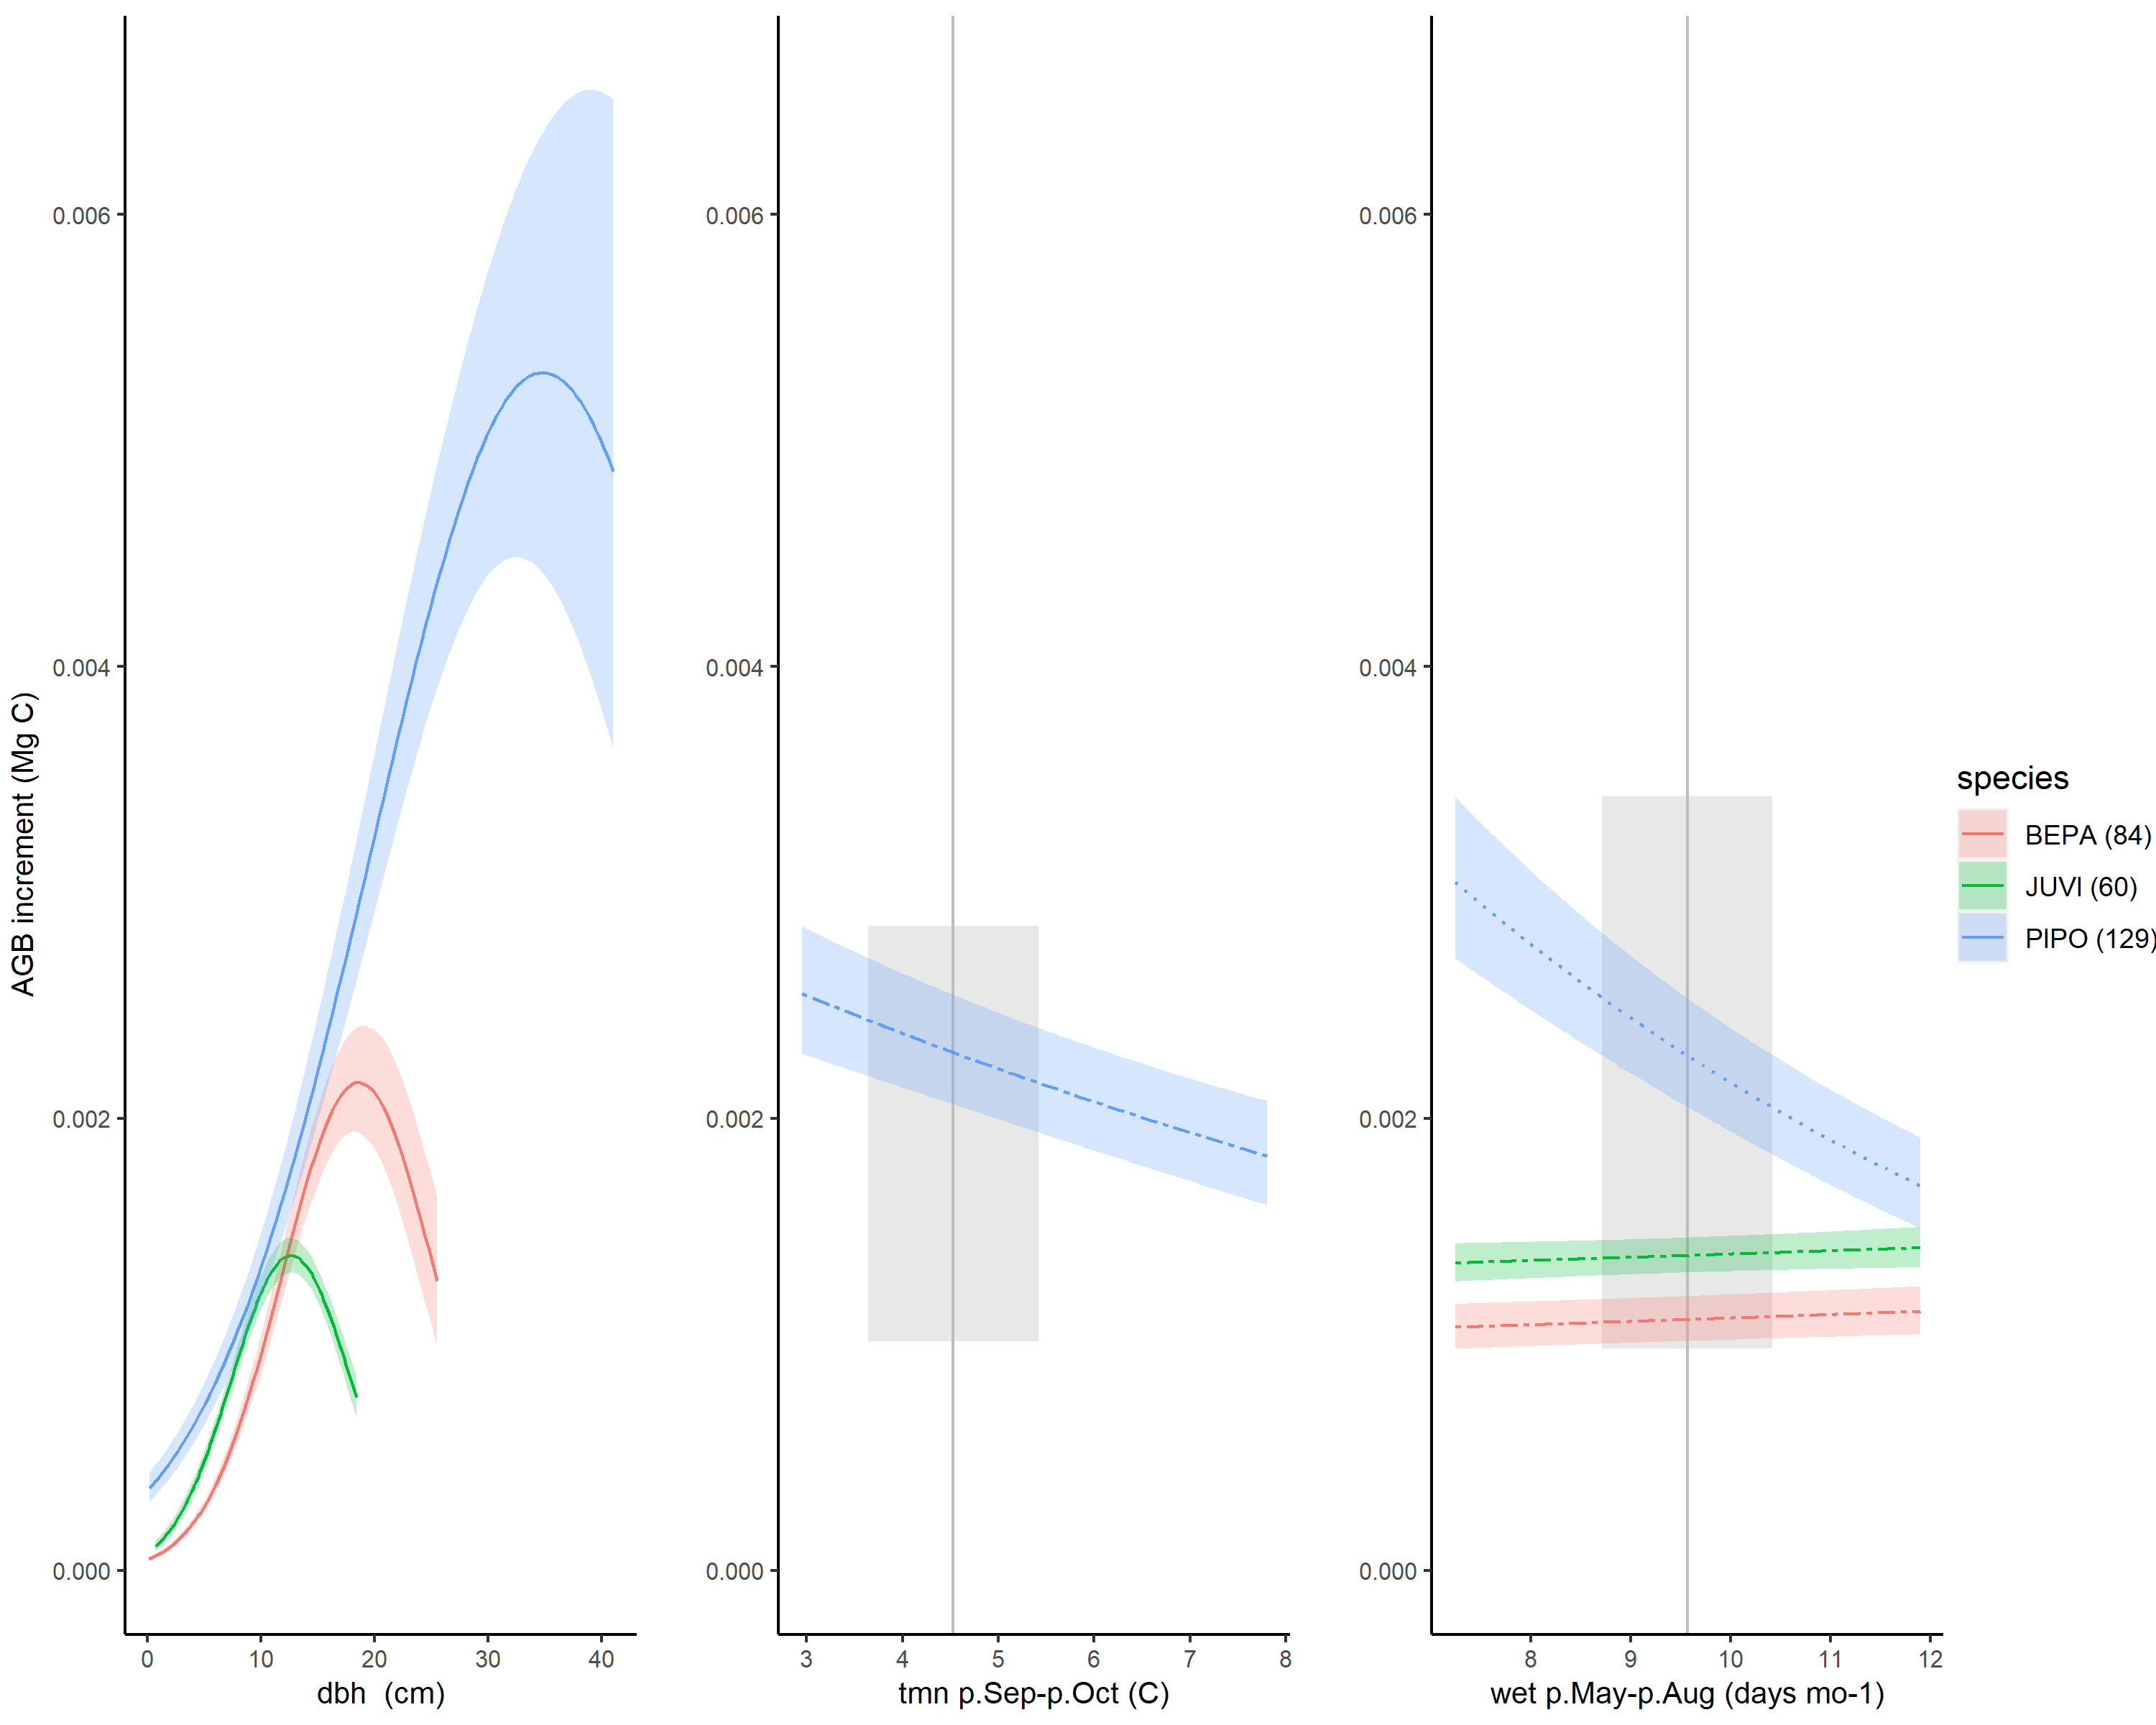 AGB increment (Mg C)
0.006
0.004
0.002
0.000
0 10 20 30 40
dbh  (cm)
0.006
0.004
0.002
0.000
3 4 5 6 7 8
tmn p.Sep-p.Oct (C)
0.006
0.004
0.002
0.000
8 9 10 11 12
wet p.May-p.Aug (days mo-1)
species
BEPA (84)
JUVI (60)
PIPO (129)